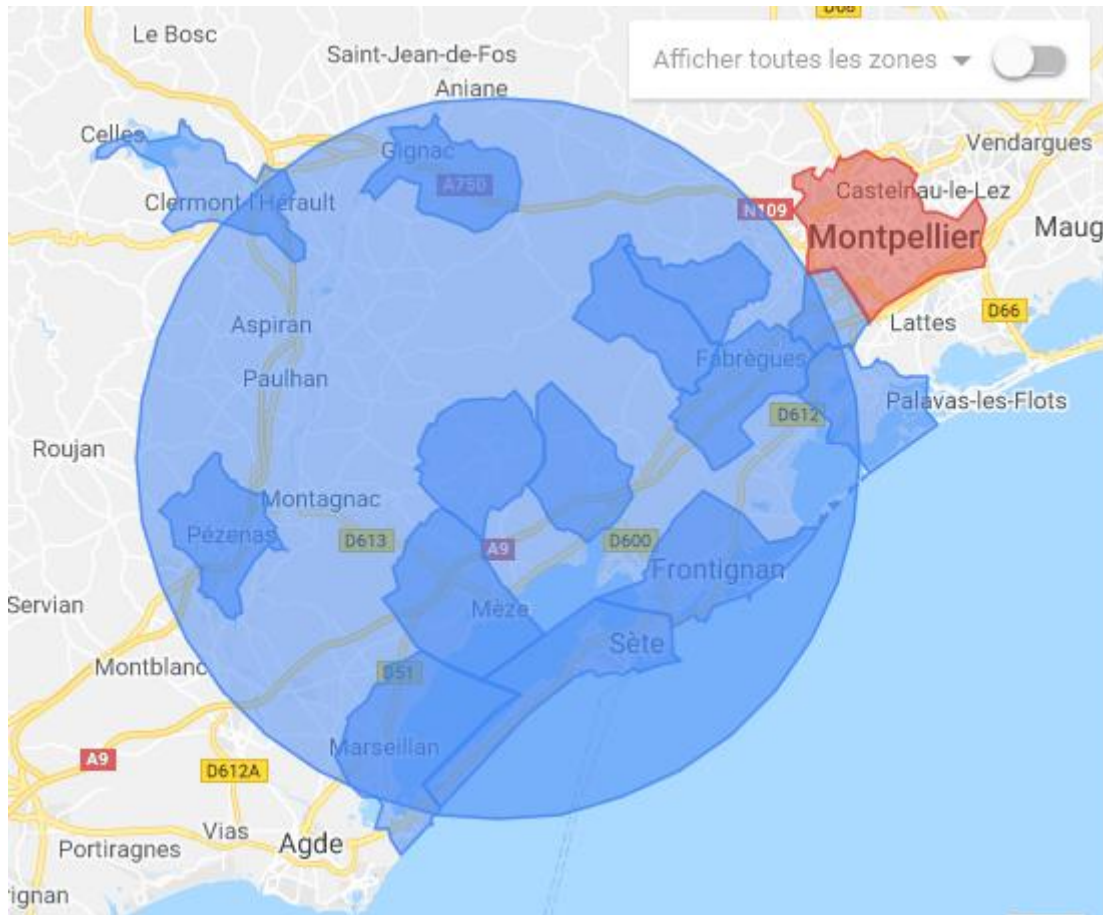 D68
Le Bosc
Saint-Jean-de-Fos
Afficher toutes les zones
Aniane
Celles
Gignac
Vendargues
A750
Castelnau-le-Lez
Clermont-l'Hérault
N109
Montpellier
Maug
Aspiran
D66
Lattes
Fabrègues
Paulhan
Palavas-les-Flots
D612
Roujan
Montagnac
Pézenas
D613
A9
D600
Frontignan
Servian
Mèze
Sète
Montblanc
D51
Marseillan
A9
D612A
Vias
Agde
Portiragnes
rignan